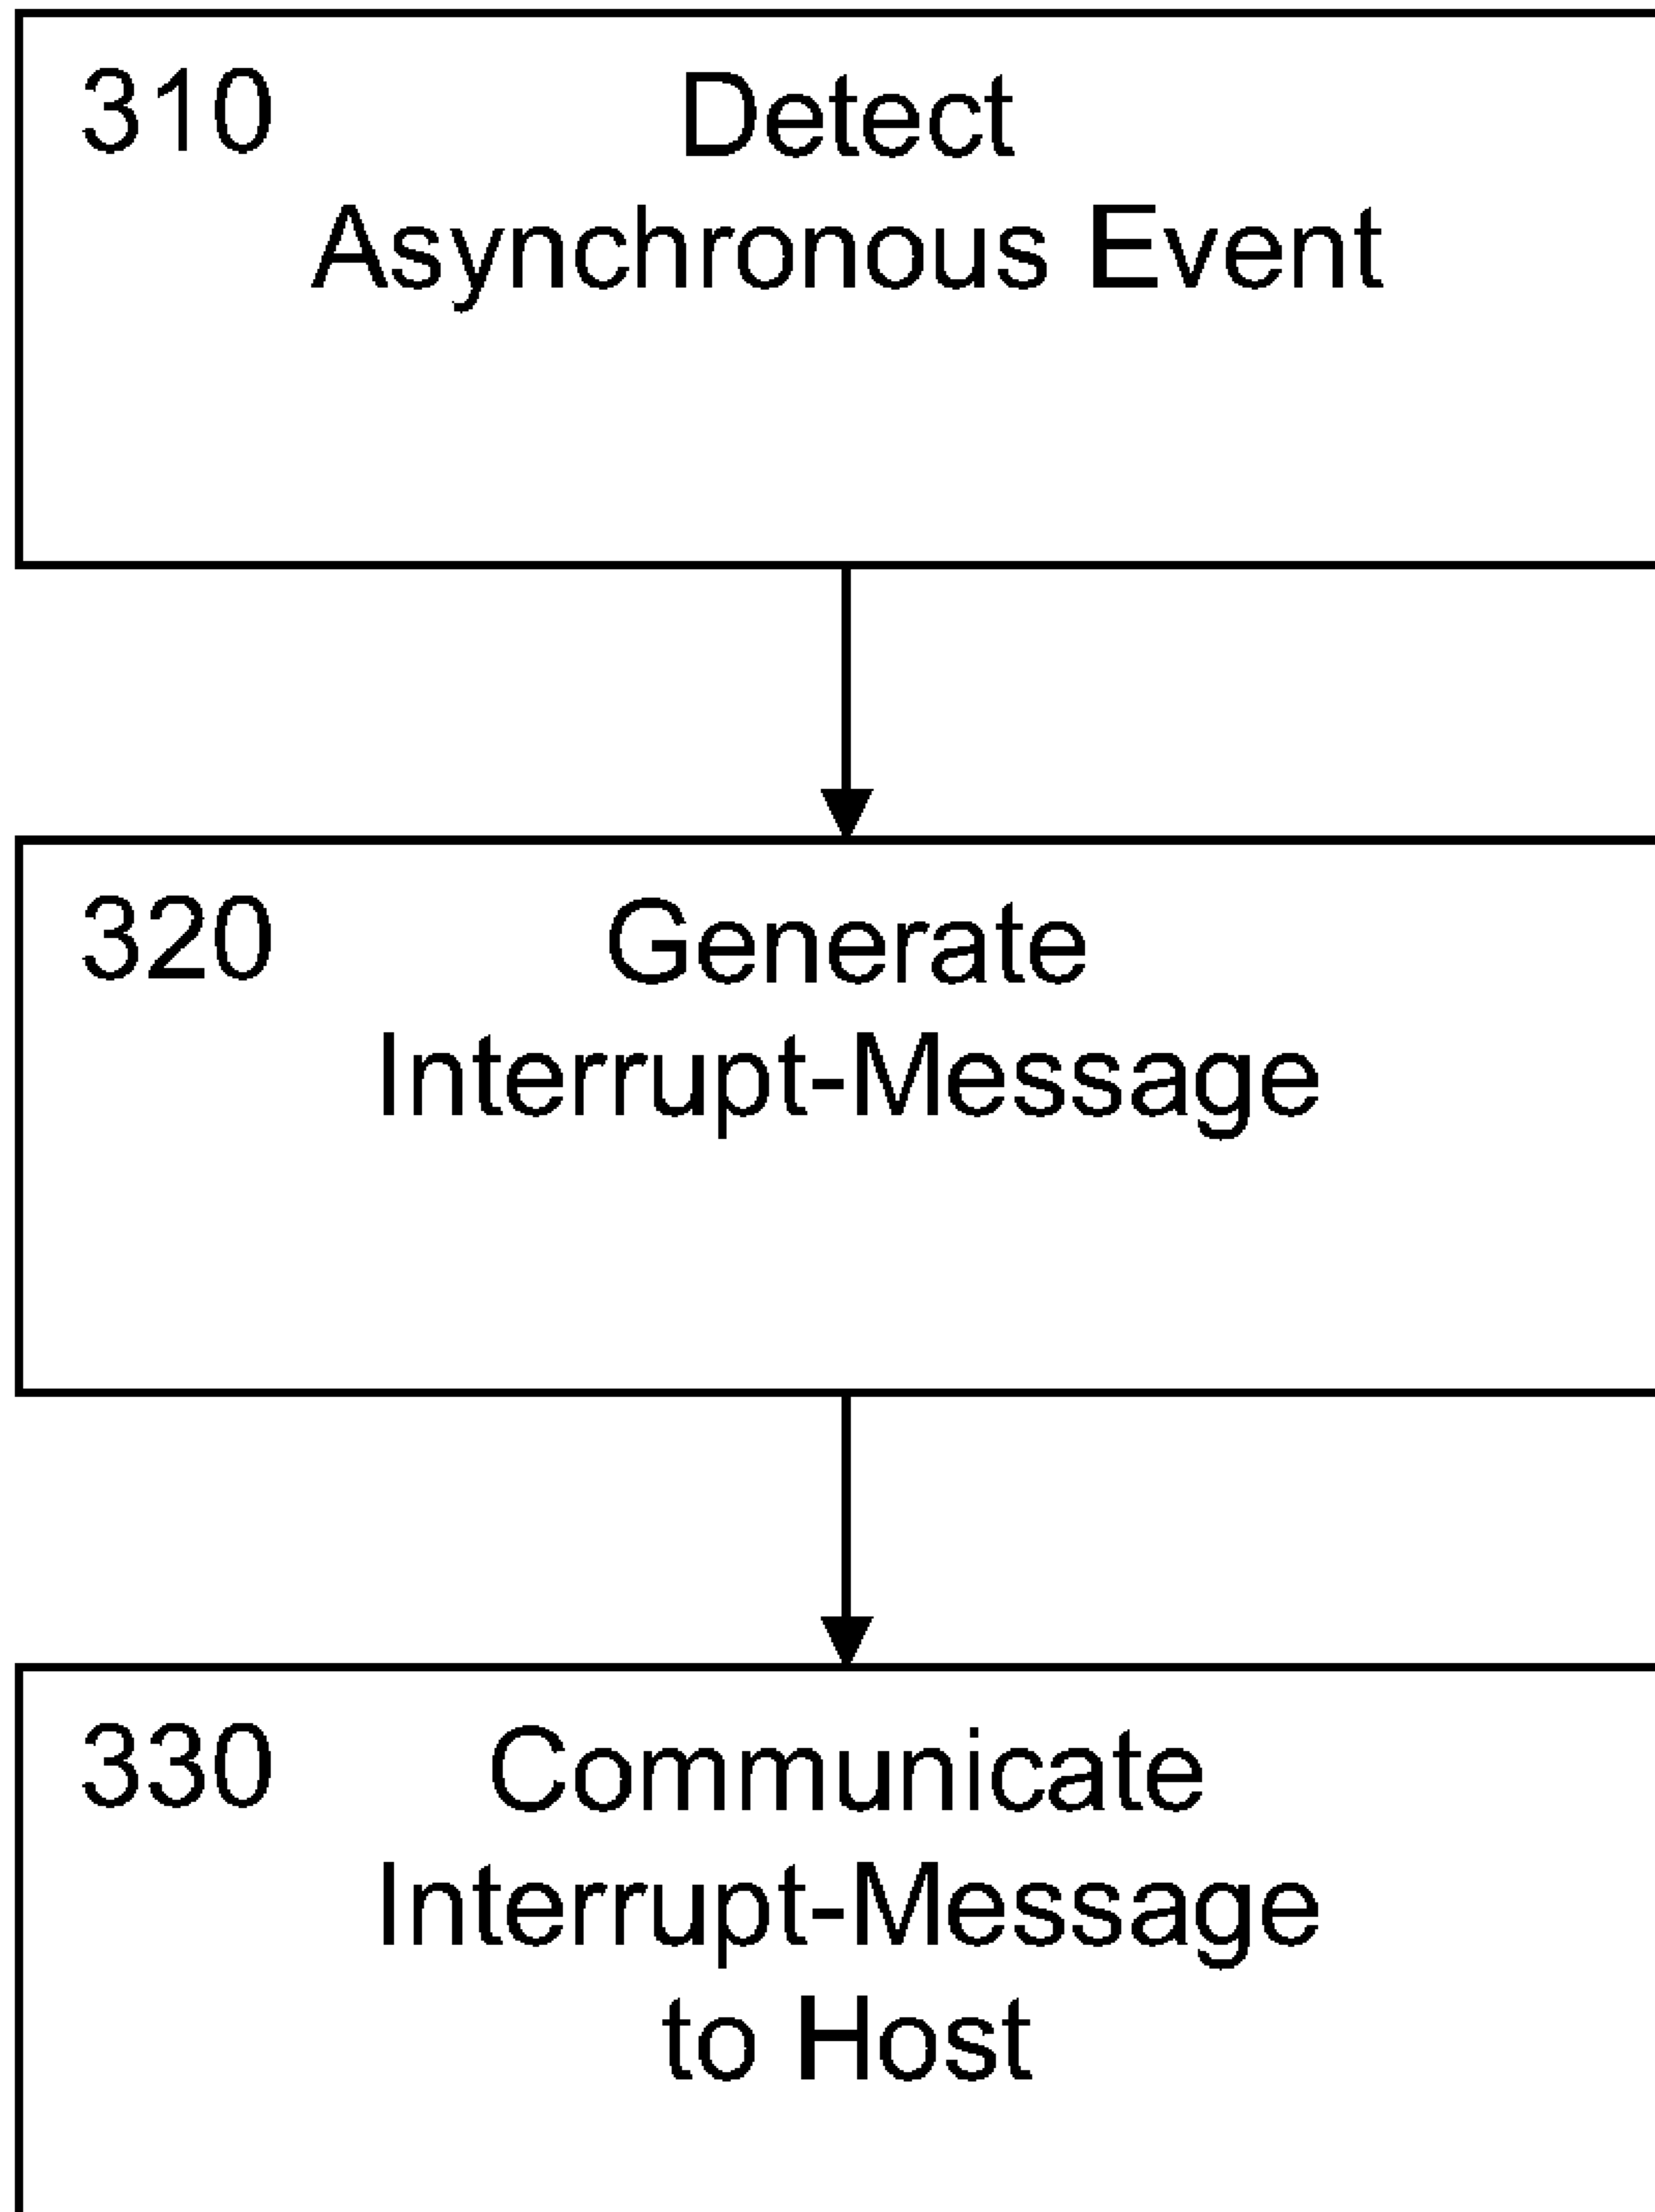 310 Detect
Asynchronous Event
320 Generate
Interrupt-Message
330 Communicate
Interrupt-Message
to Host